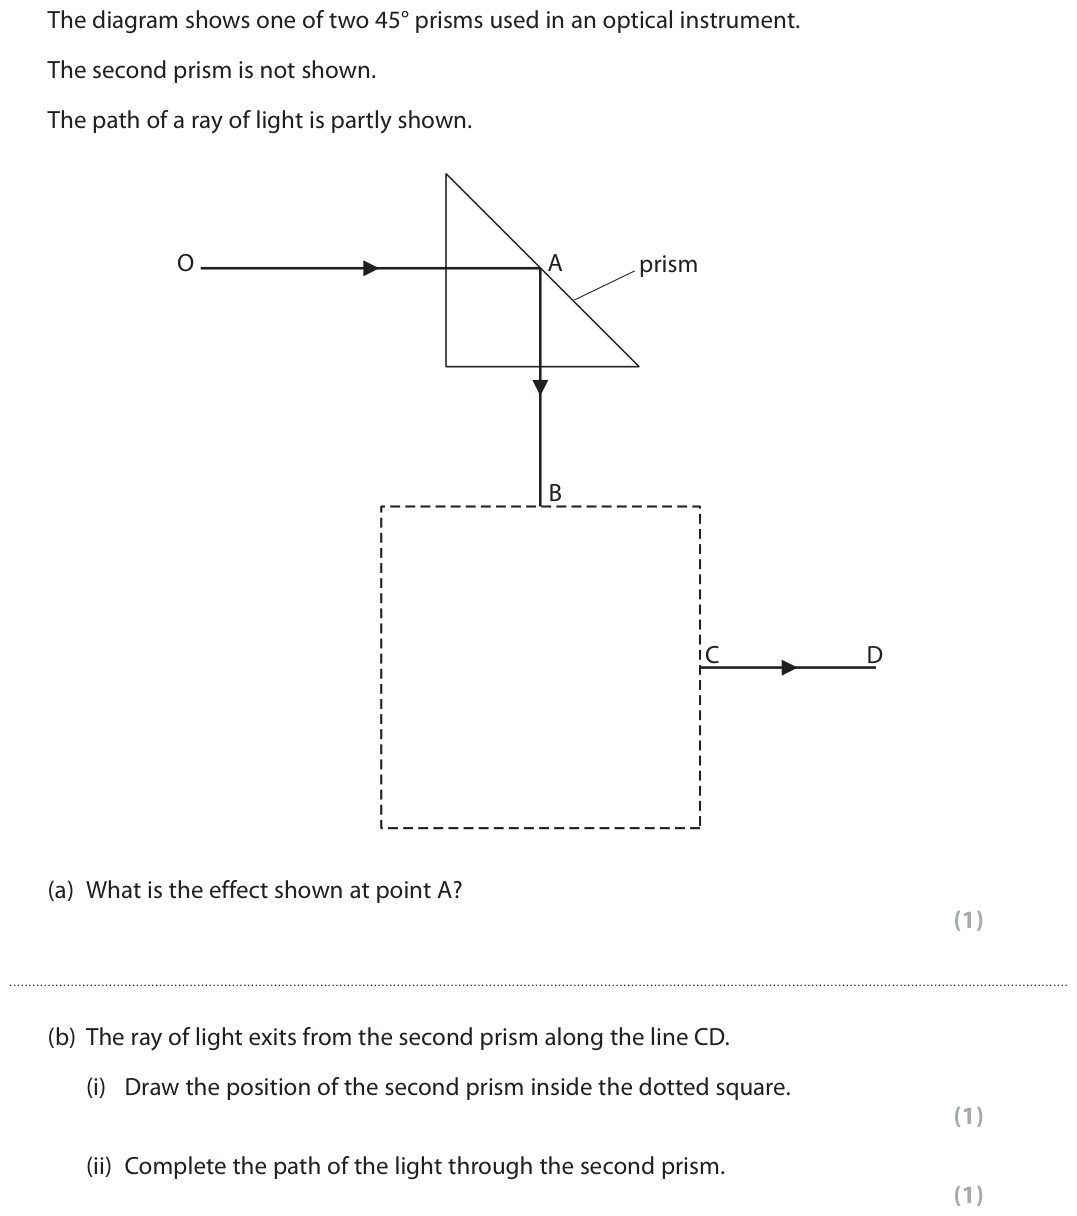 The diagram shows one of two 45° prisms used in an optical instrument.
The second prism is not shown.
The path of a ray of light is partly shown.
O
A
prism
B
C
D
(a) What is the effect shown at point A?
(1)
(b) The ray of light exits from the second prism along the line CD.
(i) Draw the position of the second prism inside the dotted square.
(1)
(ii) Complete the path of the light through the second prism.
(1)